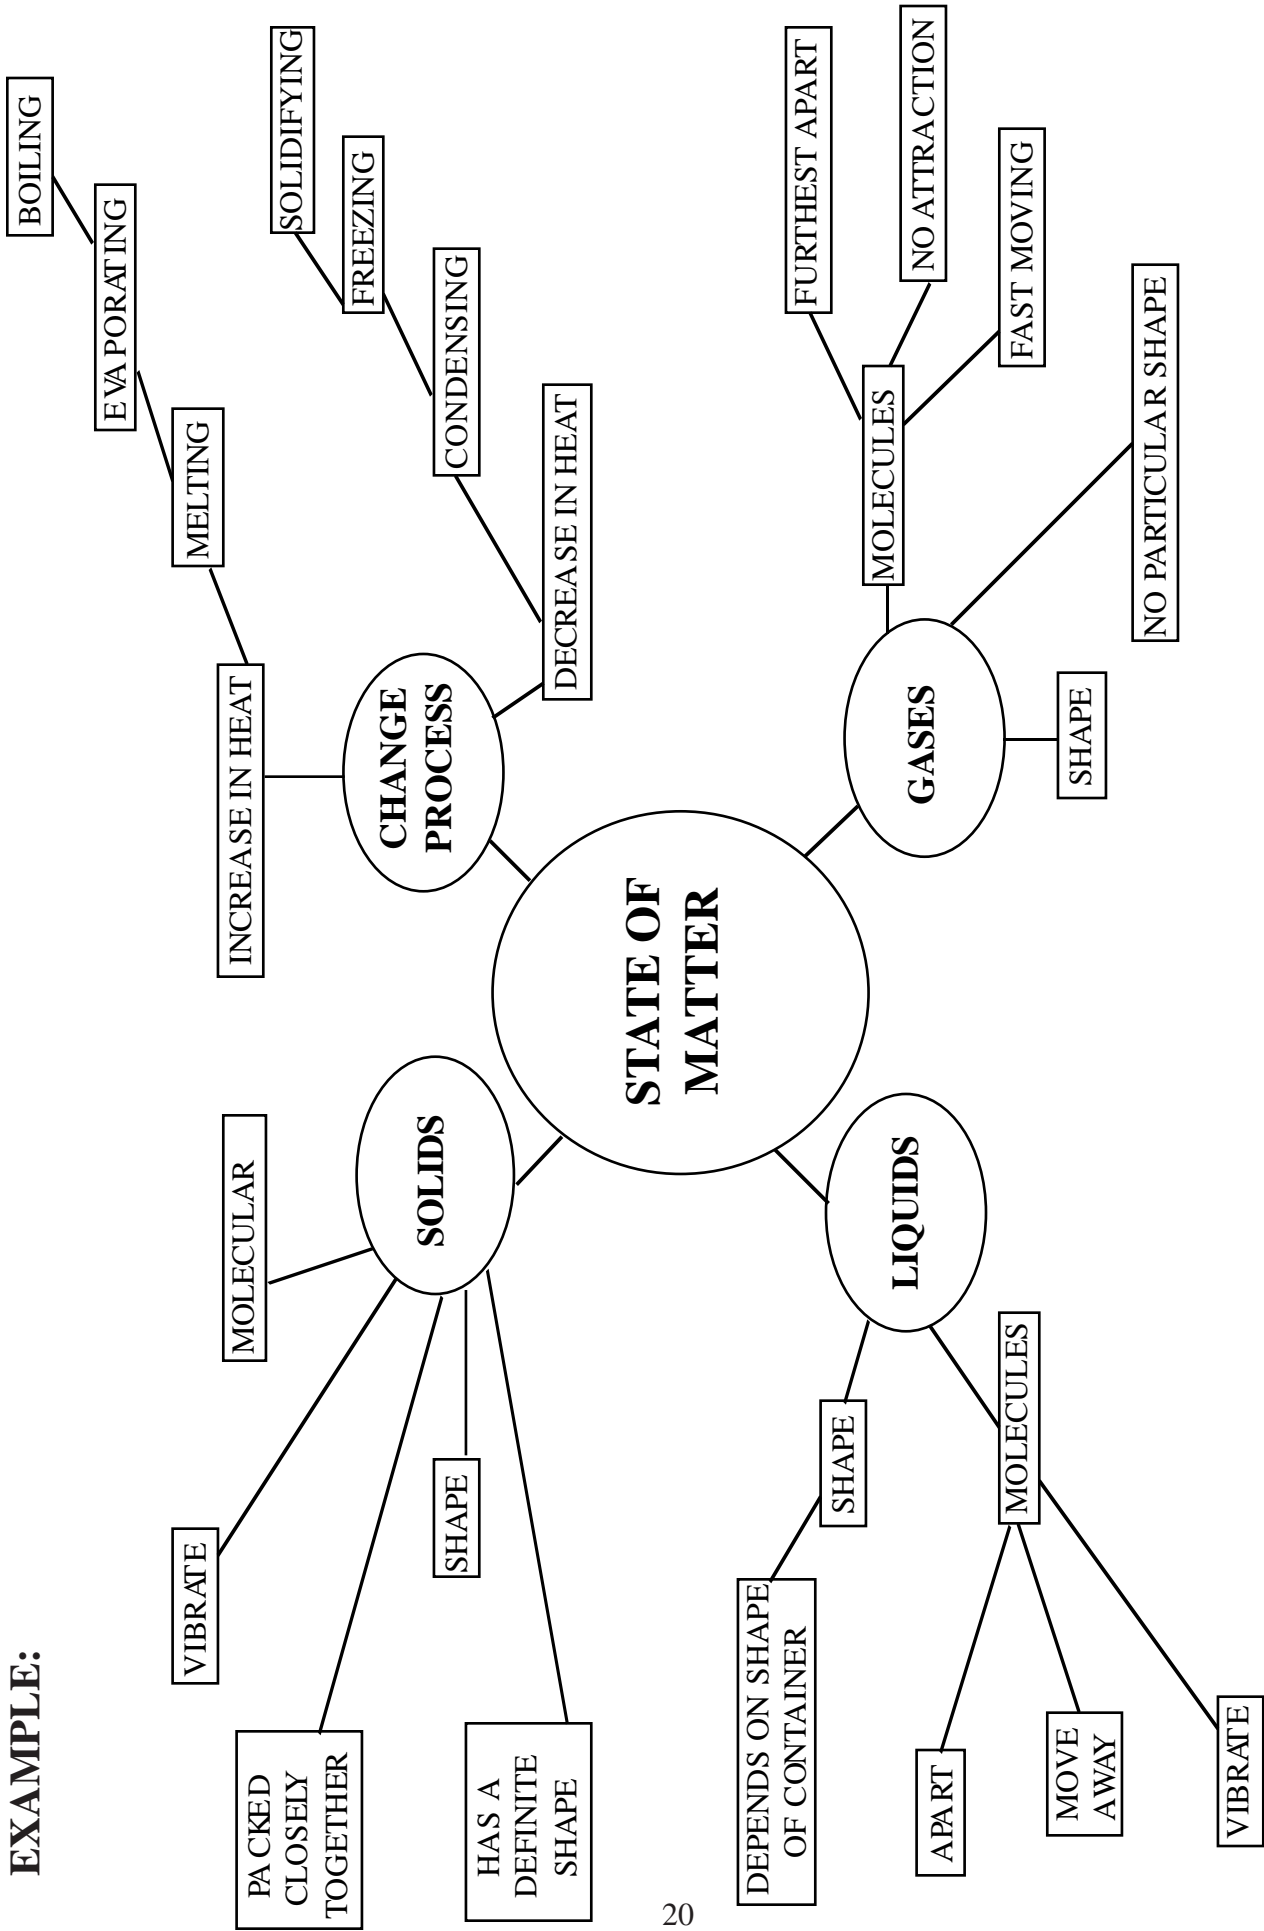 EXAMPLE:
STATE OF
MATTER
SOLIDS
MOLECULAR
VIBRATE
PACKED
CLOSELY
TOGETHER
SHAPE
HAS A
DEFINITE
SHAPE
CHANGE
PROCESS
INCREASE IN HEAT
MELTING
EVAPORATING
BOILING
DECREASE IN HEAT
CONDENSING
FREEZING
SOLIDIFYING
LIQUIDS
SHAPE
DEPENDS ON SHAPE
OF CONTAINER
MOLECULES
APART
MOVE
AWAY
VIBRATE
GASES
MOLECULES
FURTHEST APART
NO ATTRACTION
FAST MOVING
NO PARTICULAR SHAPE
SHAPE
20